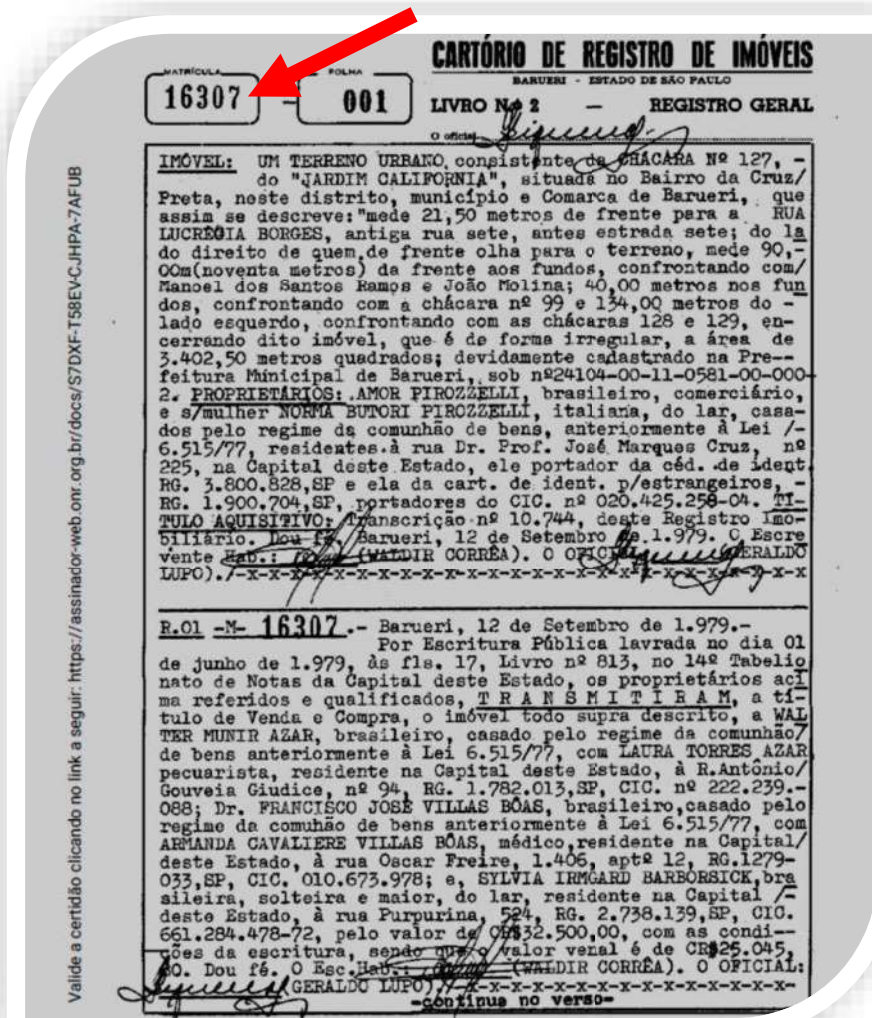 CARTÓRIO DE REGISTRO DE IMÓVEIS
BARUERI - ESTADO DE SÃO PAULO
MATRÍCULA
16307
FOLHA
001
LIVRO Nº 2 — REGISTRO GERAL
O oficial
IMÓVEL: UM TERRENO URBANO, consistente da CHÁCARA Nº 127, -
do "JARDIM CALIFORNIA", situada no Bairro da Cruz/
Preta, neste distrito, município e Comarca de Barueri, que
assim se descreve:"mede 21,50 metros de frente para a RUA
LUCRÉGIA BORGES, antiga rua sete, antes estrada sete; do la
do direito de quem de frente olha para o terreno, mede 90,-
00m(noventa metros) da frente aos fundos, confrontando com/
Manoel dos Santos Ramos e João Molina; 40,00 metros nos fun
dos, confrontando com a chácara nº 99 e 134,00 metros do -
lado esquerdo, confrontando com as chácaras 128 e 129, en-
cerrando dito imóvel, que é de forma irregular, a área de
3.402,50 metros quadrados; devidamente cadastrado na Pre--
feitura Municipal de Barueri, sob nº24104-00-11-0581-00-000-
2. PROPRIETÁRIOS: AMOR PIROZZELLI, brasileiro, comerciário,
e s/mulher NORMA BUTORI PIROZZELLI, italiana, do lar, casa-
dos pelo regime da comunhão de bens, anteriormente à Lei /-
6.515/77, residentes à rua Dr. Prof. José Marques Cruz, nº
225, na Capital deste Estado, ele portador da céd. de ident.
RG. 3.800.828,SP e ela da cart. de ident. p/estrangeiros, -
RG. 1.900.704,SP, portadores do CIC. nº 020.425.258-04. TI-
TULO AQUISITIVO: Transcrição nº 10.744, deste Registro Imo-
biliário. Dou fé. Barueri, 12 de Setembro de 1.979. O Escre
vente Hab.: (WALDIR CORRÊA). O OFICIAL GERALDO
LUPO)./-x-x-x-x-x-x-x-x-x-x-x-x-x-x-x-x-x-x-x-x-x-x-x-x-x
R.01 -M- 16307.- Barueri, 12 de Setembro de 1.979.-
Por Escritura Pública lavrada no dia 01
de junho de 1.979, às fls. 17, Livro nº 813, no 14º Tabelio
nato de Notas da Capital deste Estado, os proprietários aci
ma referidos e qualificados, T R A N S M I T I R A M, a tí-
tulo de Venda e Compra, o imóvel todo supra descrito, a WAL
TER MUNIR AZAR, brasileiro, casado pelo regime da comunhão/
de bens anteriormente à Lei 6.515/77, com LAURA TORRES AZAR
pecuarista, residente na Capital deste Estado, à R.Antônio/
Gouveia Giudice, nº 94, RG. 1.782.013,SP, CIC. nº 222.239.-
088; Dr. FRANCISCO JOSÉ VILLAS BÔAS, brasileiro,casado pelo
regime da comuhão de bens anteriormente à Lei 6.515/77, com
ARMANDA CAVALIERE VILLAS BÔAS, médico,residente na Capital/
deste Estado, à rua Oscar Freire, 1.406, aptº 12, RG.1279-
033,SP, CIC. 010.673.978; e, SYLVIA IRMGARD BARBORSICK,bra
sileira, solteira e maior, do lar, residente na Capital /-
deste Estado, à rua Purpurina, 524, RG. 2.738.139,SP, CIC.
661.284.478-72, pelo valor de CR$32.500,00, com as condi--
ções da escritura, sendo que o valor venal é de CR$25.045,
80. Dou fé. O Esc.Hab.: (WALDIR CORRÊA). O OFICIAL:
GERALDO LUPO)./-x-x-x-x-x-x-x-x-x-x-x-x-x-x-x-
-continua no verso-
Valide a certidão clicando no link a seguir: https://assinador-web.onr.org.br/docs/S7DXF-T58EV-CJHPA-7AFUB